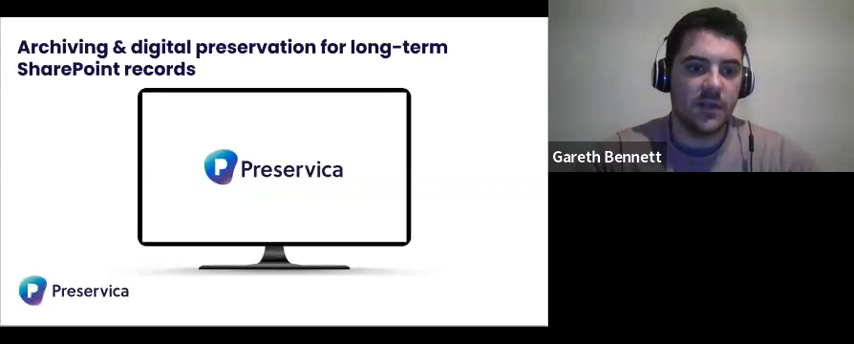 Archiving & digital preservation for long-term
SharePoint records
Preservica
Gareth Bennett
Preservica